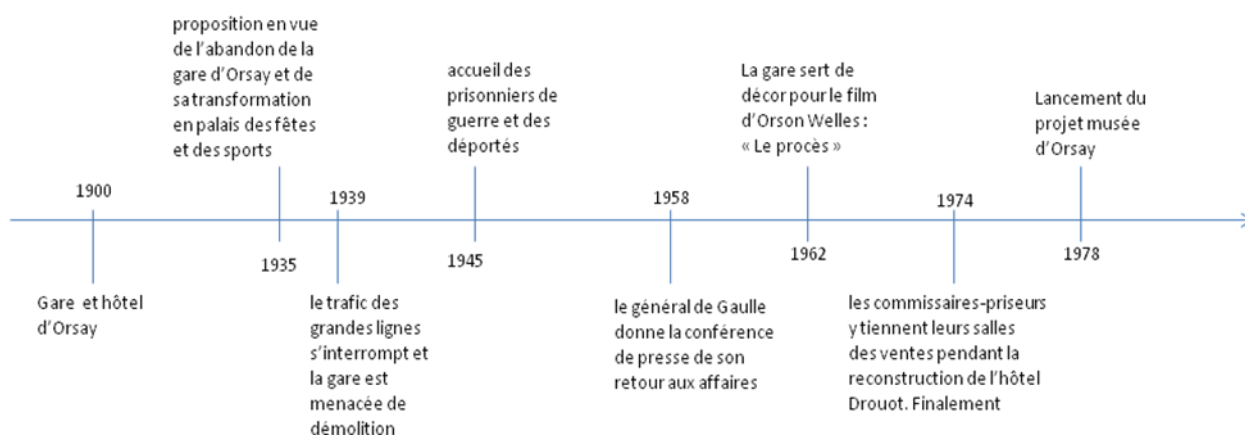 1900
Gare et hôtel
d'Orsay
proposition en vue
de l'abandon de la
gare d'Orsay et de
sa transformation
en palais des fêtes
et des sports
1935
1939
le trafic des
grandes lignes
s'interrompt et
la gare est
menacée de
démolition
accueil des
prisonniers de
guerre et des
déportés
1945
1958
le général de Gaulle
donne la conférence
de presse de son
retour aux affaires
La gare sert de
décor pour le film
d'Orson Welles :
« Le procès »
1962
1974
les commissaires-priseurs
y tiennent leurs salles
des ventes pendant la
reconstruction de l'hôtel
Drouot. Finalement
Lancement du
projet musée
d'Orsay
1978